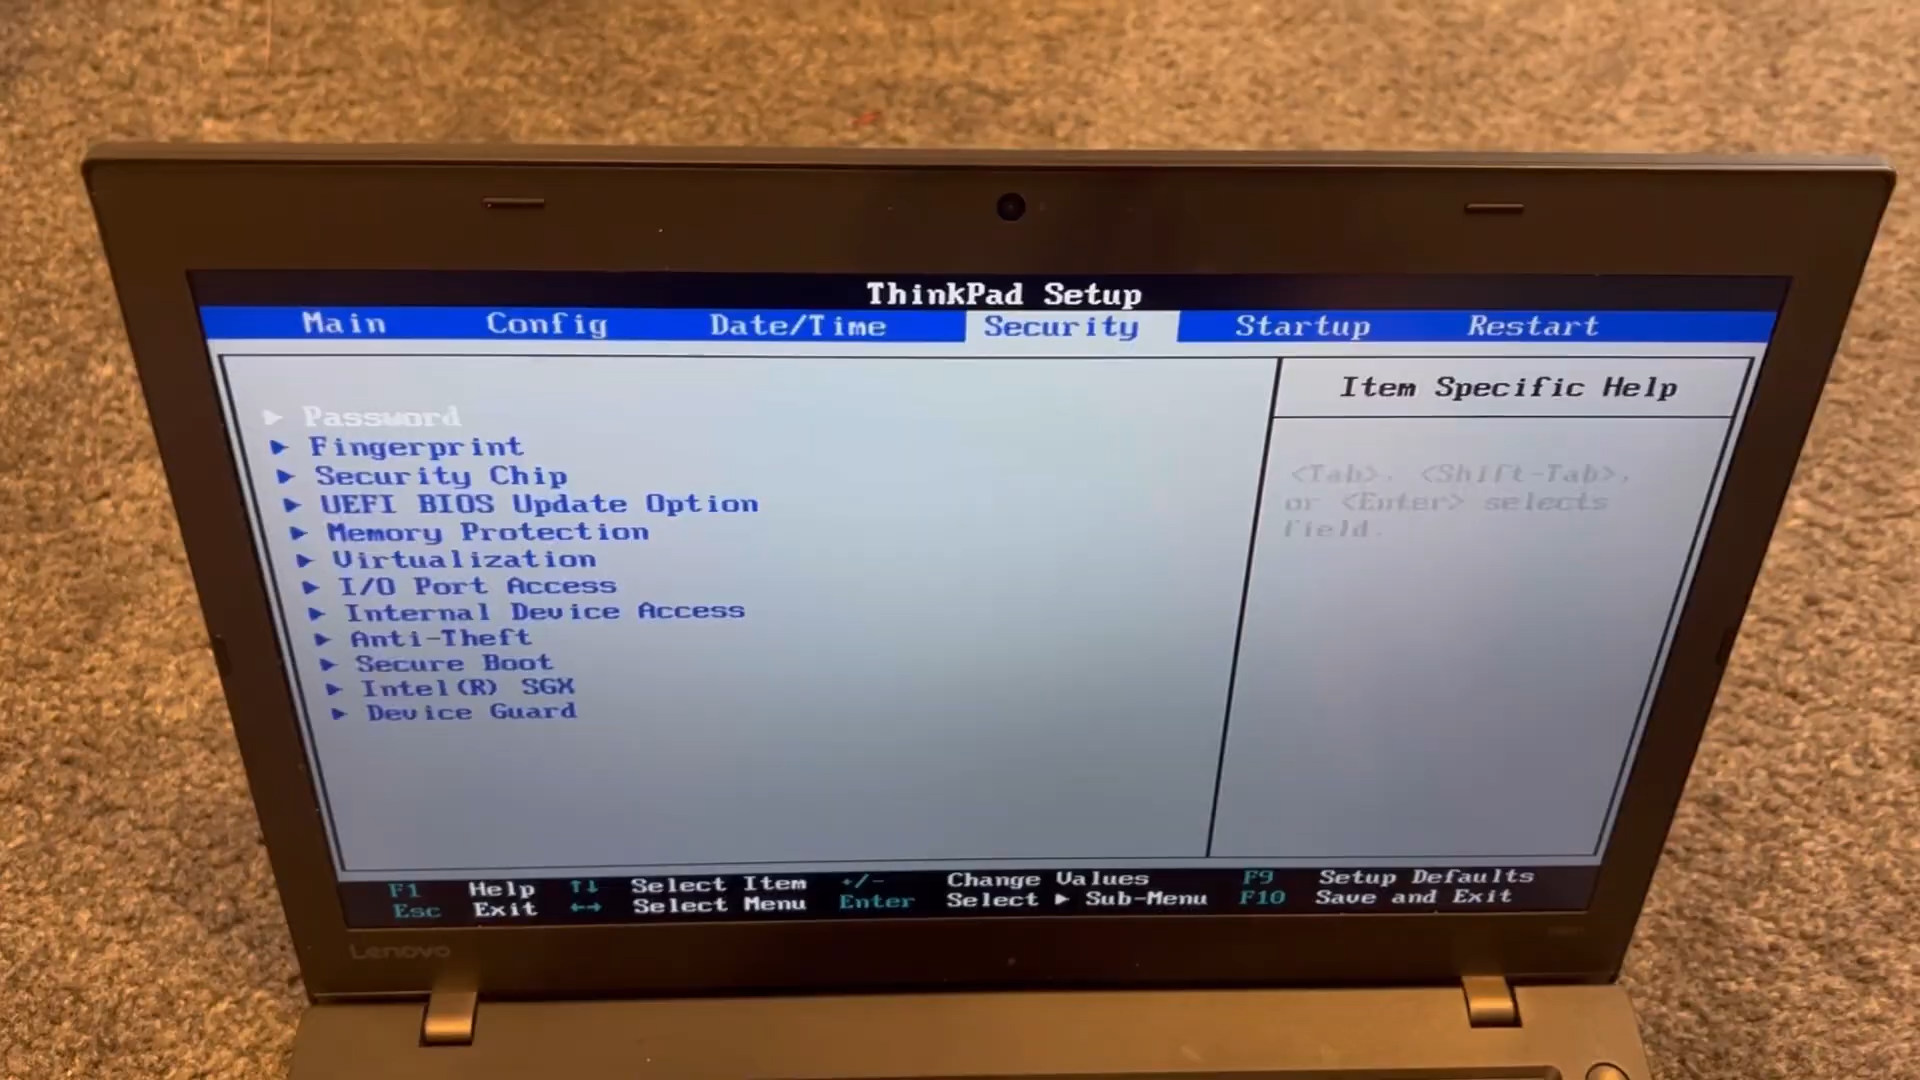 ThinkPad Setup
Main Config Date/Time Security Startup Restart
Item Specific Help
▶ Password
▶ Fingerprint
▶ Security Chip
▶ UEFI BIOS Update Option
▶ Memory Protection
▶ Virtualization
▶ I/O Port Access
▶ Internal Device Access
▶ Anti-Theft
▶ Secure Boot
▶ Intel(R) SGX
▶ Device Guard
<Tab>, <Shift-Tab>,
or <Enter> selects
field.
F1 Help ↑↓ Select Item +/- Change Values F9 Setup Defaults
Esc Exit ←→ Select Menu Enter Select ▶ Sub-Menu F10 Save and Exit
Lenovo